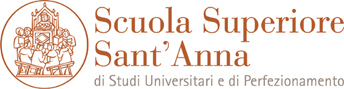 Scuola Superiore
Sant'Anna
di Studi Universitari e di Perfezionamento